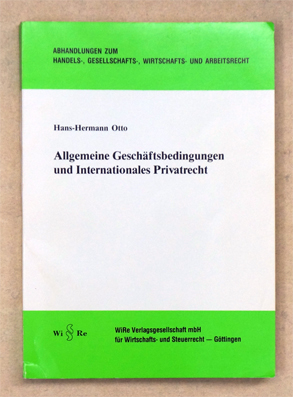 ABHANDLUNGEN ZUM
HANDELS-, GESELLSCHAFTS-, WIRTSCHAFTS- UND ARBEITSRECHT
Hans-Hermann Otto
Allgemeine Geschäftsbedingungen
und Internationales Privatrecht
Wi § Re
WiRe Verlagsgesellschaft mbH
für Wirtschafts- und Steuerrecht — Göttingen